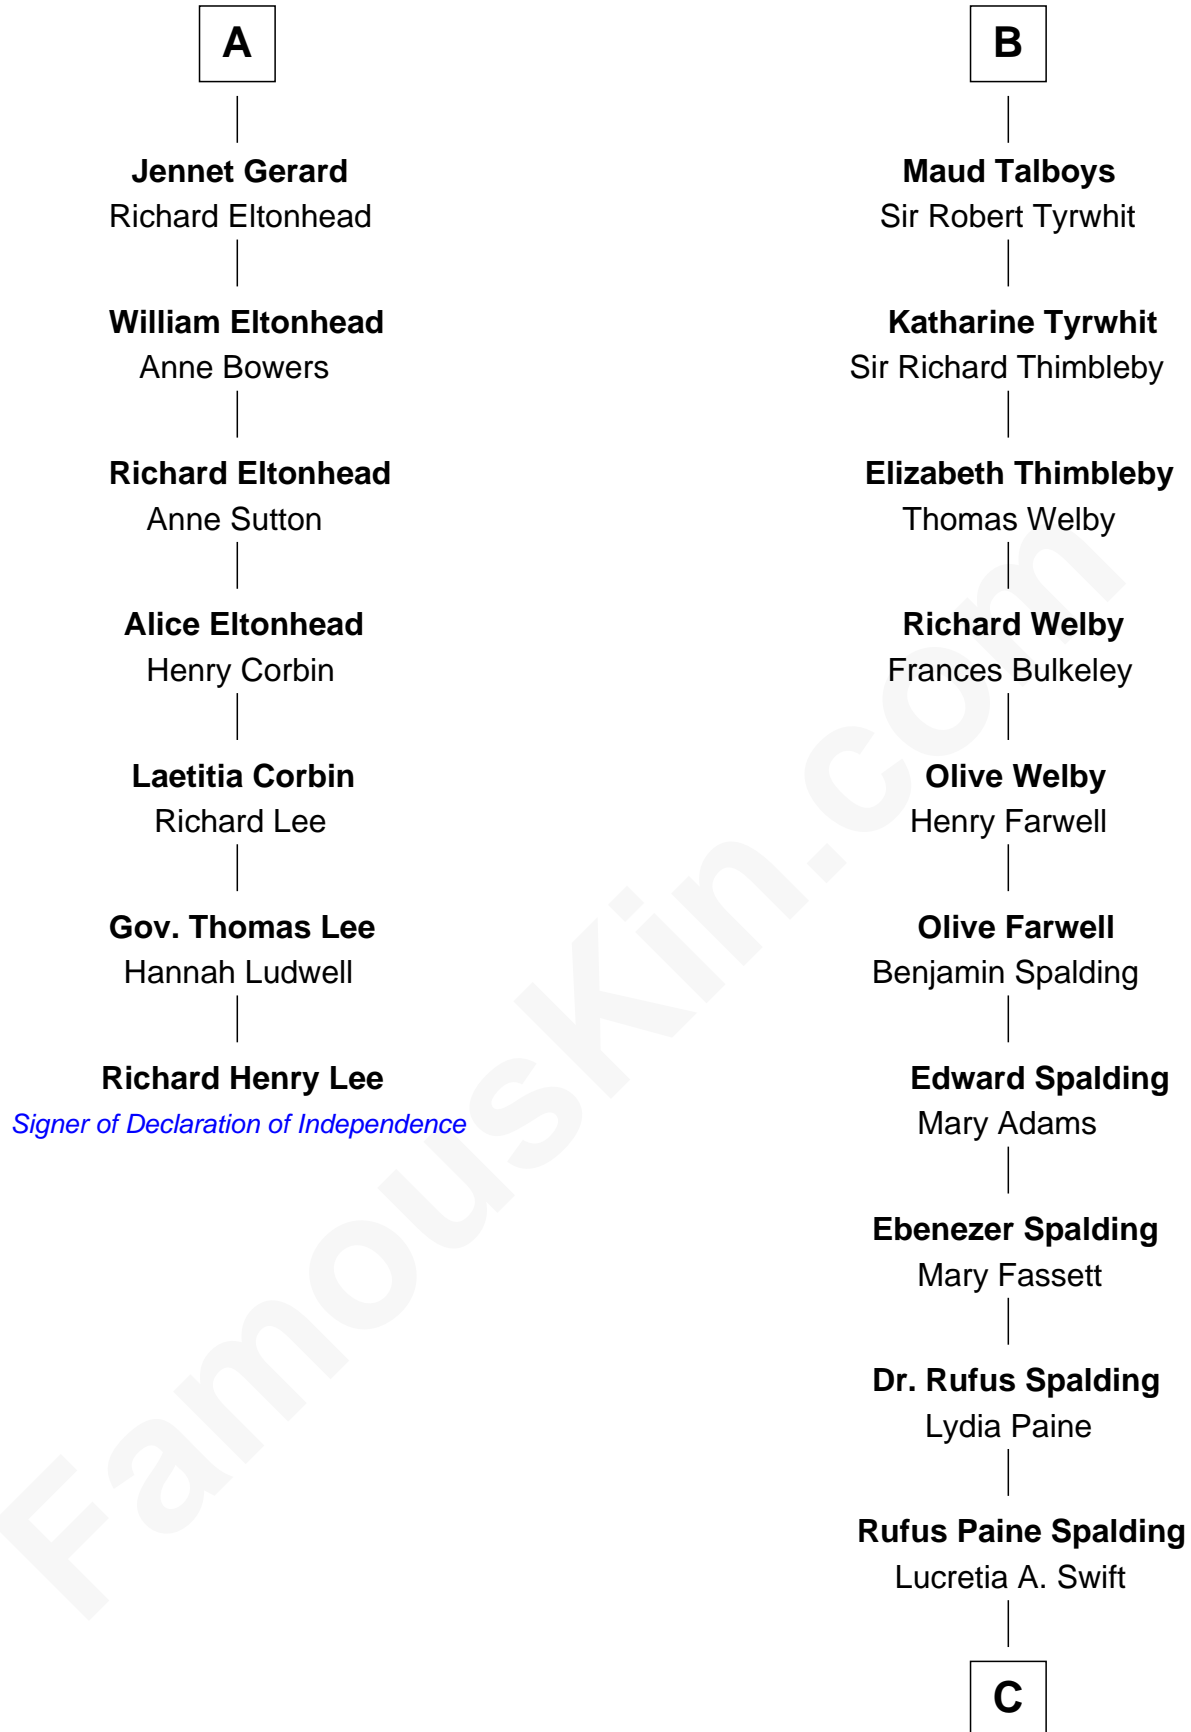 A
Jennet Gerard
Richard Eltonhead
William Eltonhead
Anne Bowers
Richard Eltonhead
Anne Sutton
Alice Eltonhead
Henry Corbin
Laetitia Corbin
Richard Lee
Gov. Thomas Lee
Hannah Ludwell
Richard Henry Lee
Signer of Declaration of Independence
B
Maud Talboys
Sir Robert Tyrwhit
Katharine Tyrwhit
Sir Richard Thimbleby
Elizabeth Thimbleby
Thomas Welby
Richard Welby
Frances Bulkeley
Olive Welby
Henry Farwell
Olive Farwell
Benjamin Spalding
Edward Spalding
Mary Adams
Ebenezer Spalding
Mary Fassett
Dr. Rufus Spalding
Lydia Paine
Rufus Paine Spalding
Lucretia A. Swift
C
FamousKin.com